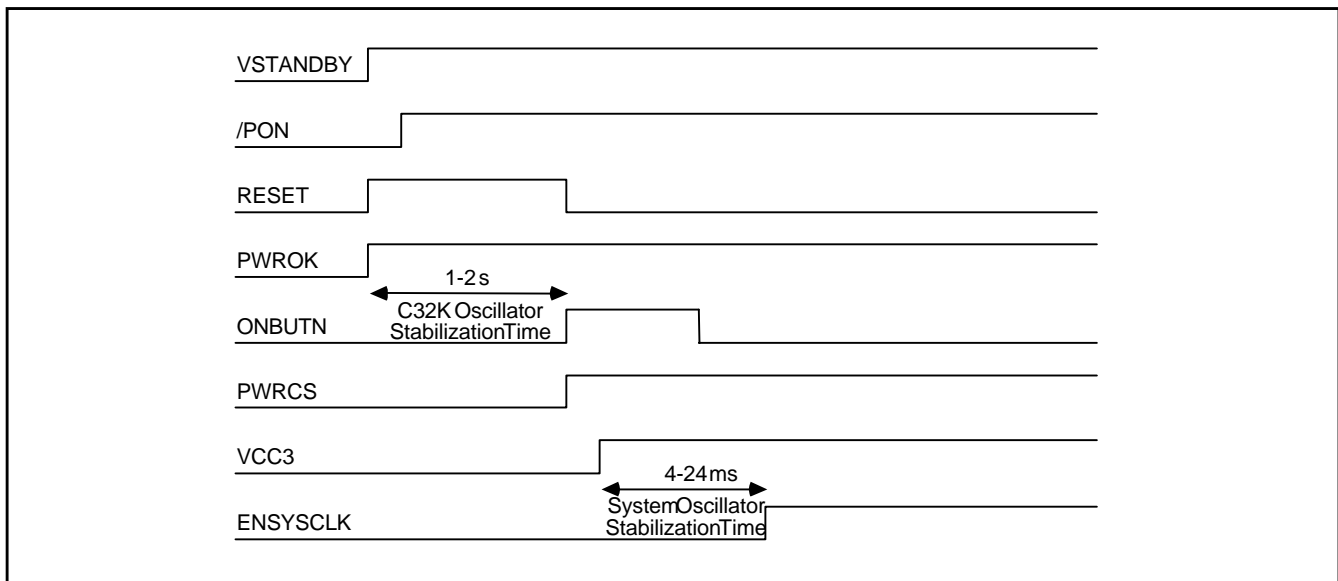 VSTANDBY
/PON
RESET
PWROK
1-2s
C32K Oscillator
StabilizationTime
ONBUTN
PWRCS
VCC3
4-24ms
SystemOscillator
StabilizationTime
ENSYSCLK